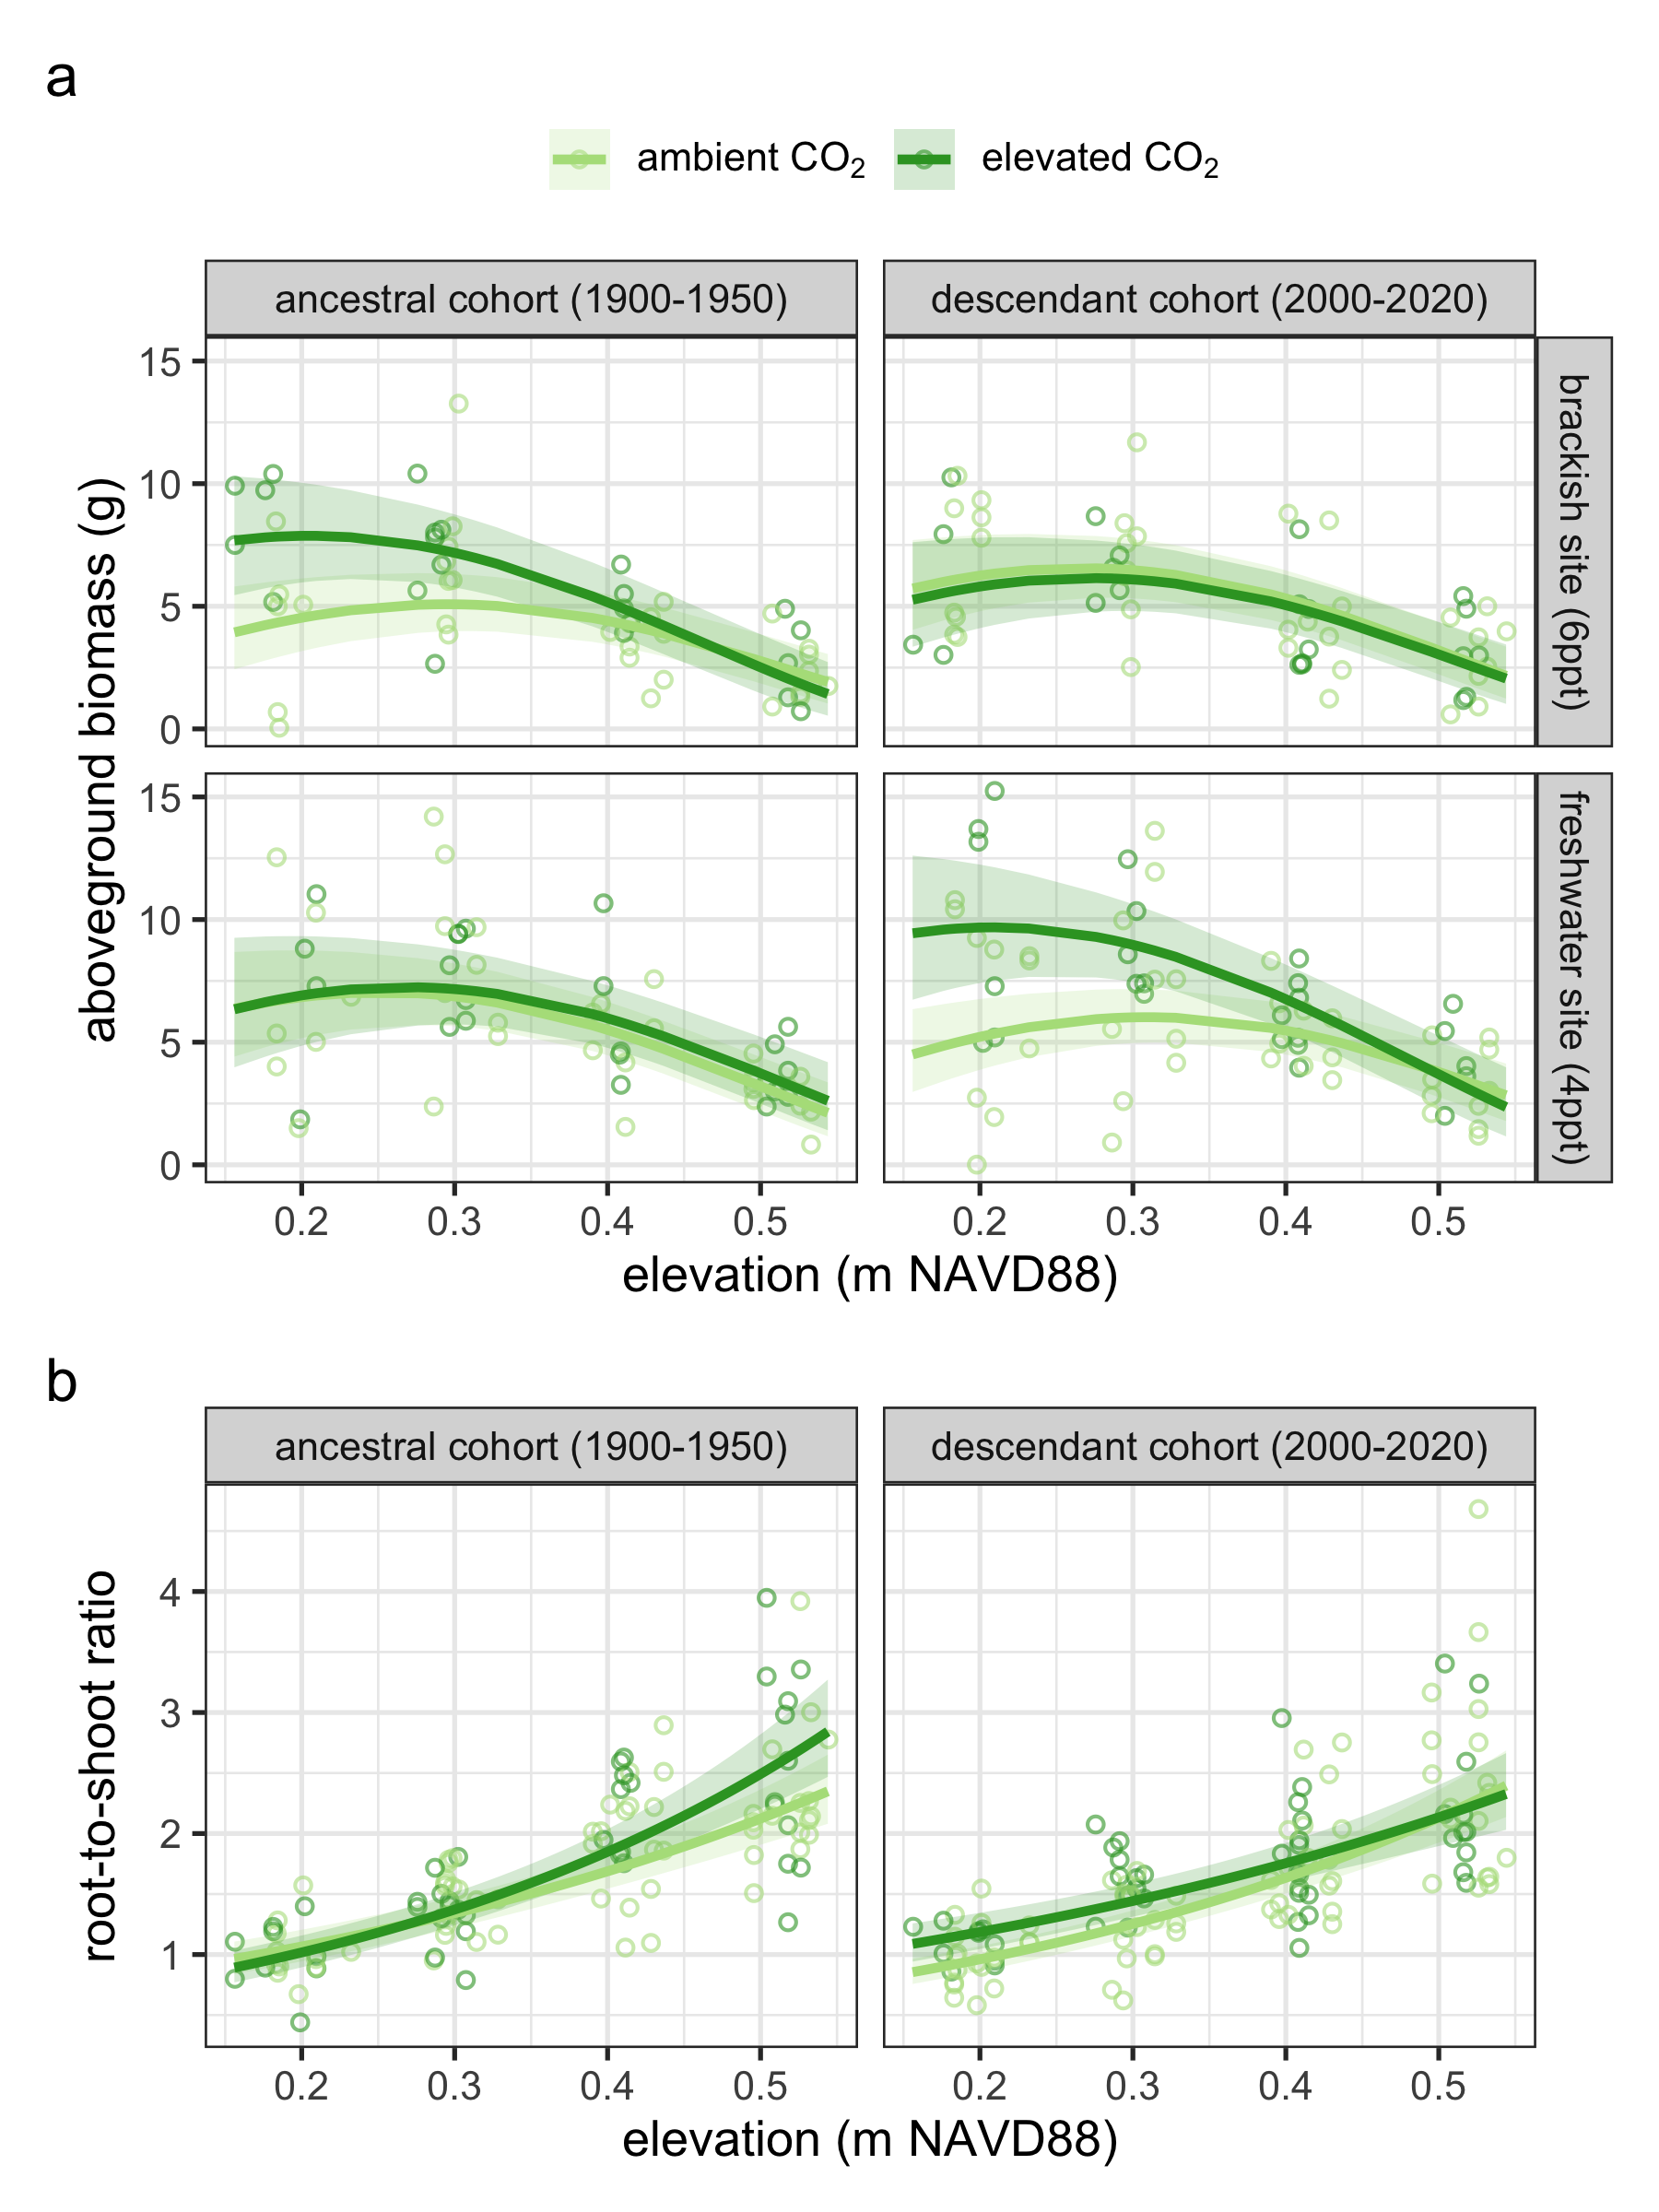 a
ambient CO₂ elevated CO₂
ancestral cohort (1900-1950) descendant cohort (2000-2020)
15
10
5
0
brackish site (6ppt)
15
10
5
0
freshwater site (4ppt)
aboveground biomass (g)
0.2 0.3 0.4 0.5 0.2 0.3 0.4 0.5
elevation (m NAVD88)
b
ancestral cohort (1900-1950) descendant cohort (2000-2020)
4
3
2
1
root-to-shoot ratio
0.2 0.3 0.4 0.5 0.2 0.3 0.4 0.5
elevation (m NAVD88)